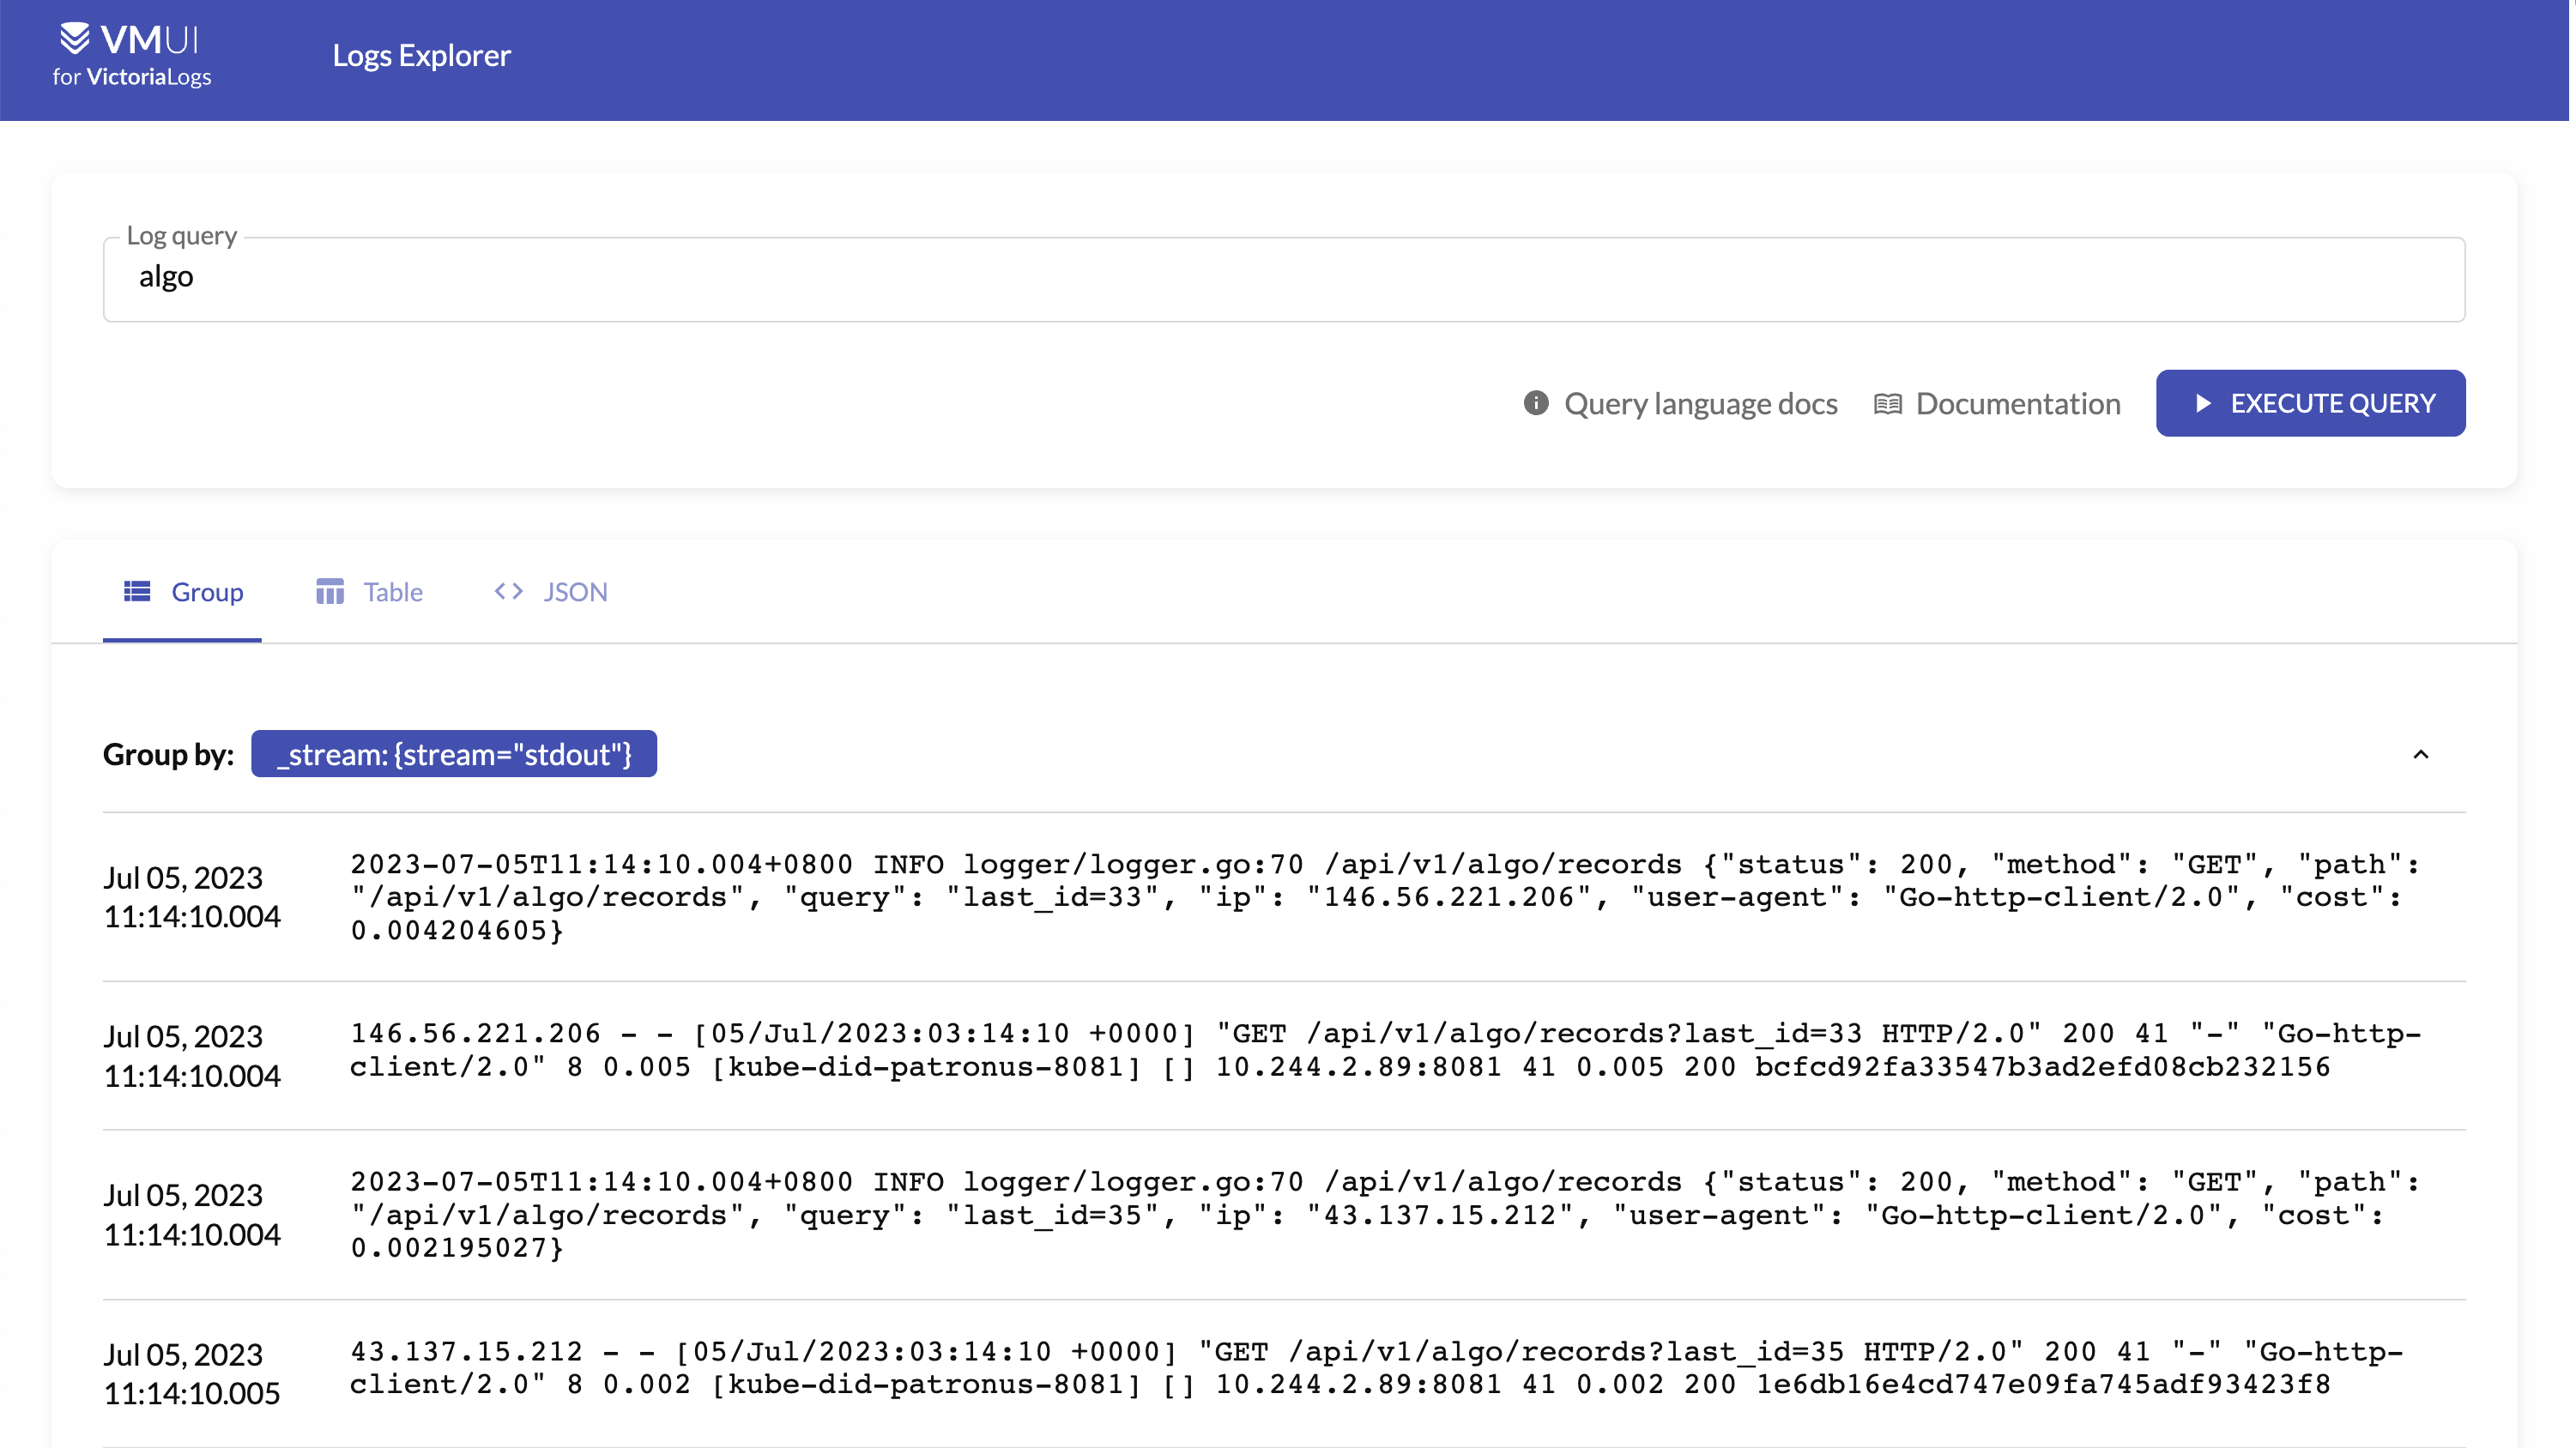 VMUI
for VictoriaLogs
Logs Explorer
Log query
algo
Query language docs
Documentation
EXECUTE QUERY
Group
Table
JSON
Group by:
_stream: {stream="stdout"}
Jul 05, 2023
11:14:10.004
2023-07-05T11:14:10.004+0800 INFO logger/logger.go:70 /api/v1/algo/records {"status": 200, "method": "GET", "path":
"/api/v1/algo/records", "query": "last_id=33", "ip": "146.56.221.206", "user-agent": "Go-http-client/2.0", "cost":
0.004204605}
Jul 05, 2023
11:14:10.004
146.56.221.206 - - [05/Jul/2023:03:14:10 +0000] "GET /api/v1/algo/records?last_id=33 HTTP/2.0" 200 41 "-" "Go-http-
client/2.0" 8 0.005 [kube-did-patronus-8081] [] 10.244.2.89:8081 41 0.005 200 bcfcd92fa33547b3ad2efd08cb232156
Jul 05, 2023
11:14:10.004
2023-07-05T11:14:10.004+0800 INFO logger/logger.go:70 /api/v1/algo/records {"status": 200, "method": "GET", "path":
"/api/v1/algo/records", "query": "last_id=35", "ip": "43.137.15.212", "user-agent": "Go-http-client/2.0", "cost":
0.002195027}
Jul 05, 2023
11:14:10.005
43.137.15.212 - - [05/Jul/2023:03:14:10 +0000] "GET /api/v1/algo/records?last_id=35 HTTP/2.0" 200 41 "-" "Go-http-
client/2.0" 8 0.002 [kube-did-patronus-8081] [] 10.244.2.89:8081 41 0.002 200 1e6db16e4cd747e09fa745adf93423f8